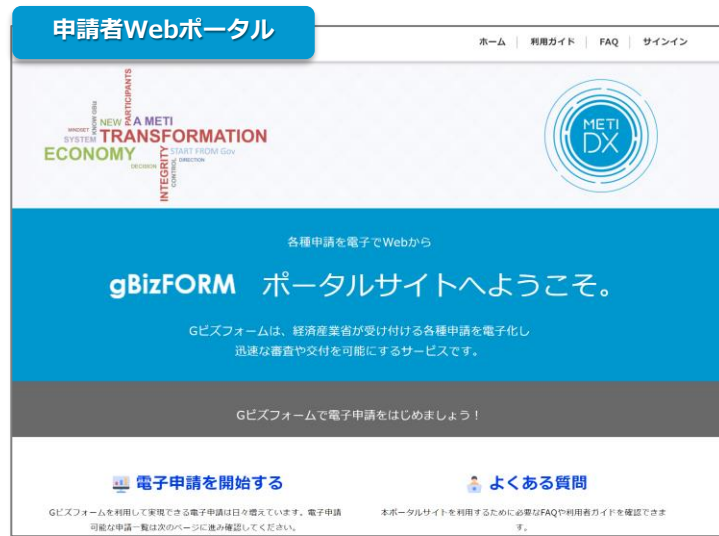 申請者Webポータル
ホーム 利用ガイド FAQ サインイン
PARTICIPANTS
KNOW GBIz
NEW A METI
MINDSET
SYSTEM TRANSFORMATION
ECONOMY START FROM Gov
DECISION DIRECTION
INTEGRITY
CONTROL
METI
DX
各種申請を電子でWebから
gBizFORM ポータルサイトへようこそ。
Gビズフォームは、経済産業省が受け付ける各種申請を電子化し
迅速な審査や交付を可能にするサービスです。
Gビズフォームで電子申請をはじめましょう！
電子申請を開始する
よくある質問
Gビズフォームを利用して実現できる電子申請は日々増えています。電子申請
可能な申請一覧は次のページに進み確認してください。
本ポータルサイトを利用するために必要なFAQや利用者ガイドを確認できま
す。